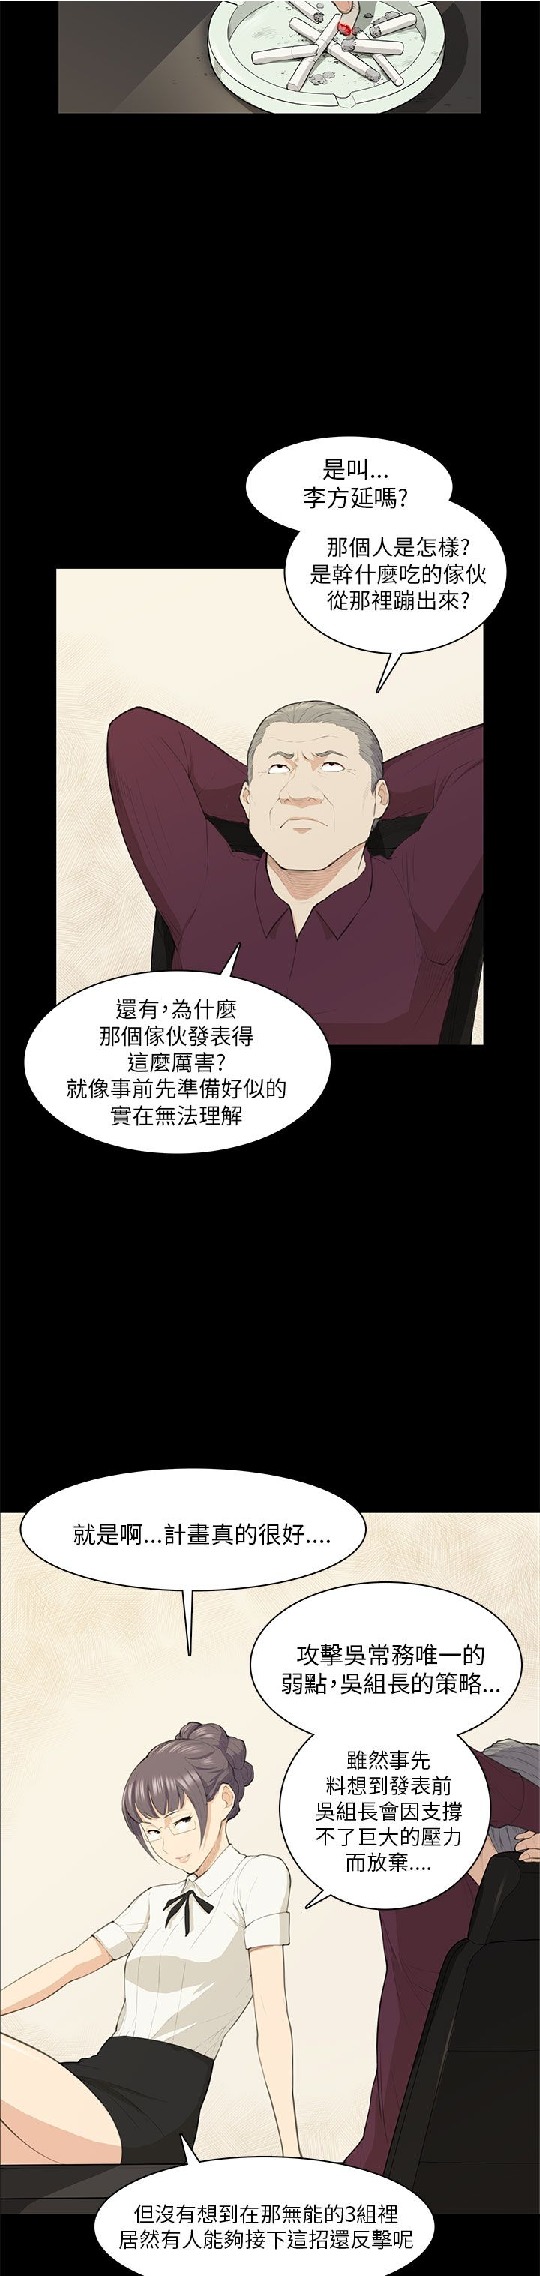 是叫...
李方延嗎?
那個人是怎樣?
是幹什麼吃的傢伙
從那裡蹦出來?
還有,為什麼
那個傢伙發表得
這麼厲害?
就像事前先準備好似的
實在無法理解
就是啊...計畫真的很好....
攻擊吳常務唯一的
弱點,吳組長的策略...
雖然事先
料想到發表前
吳組長會因支撐
不了巨大的壓力
而放棄....
但沒有想到在那無能的3組裡
居然有人能夠接下這招還反擊呢